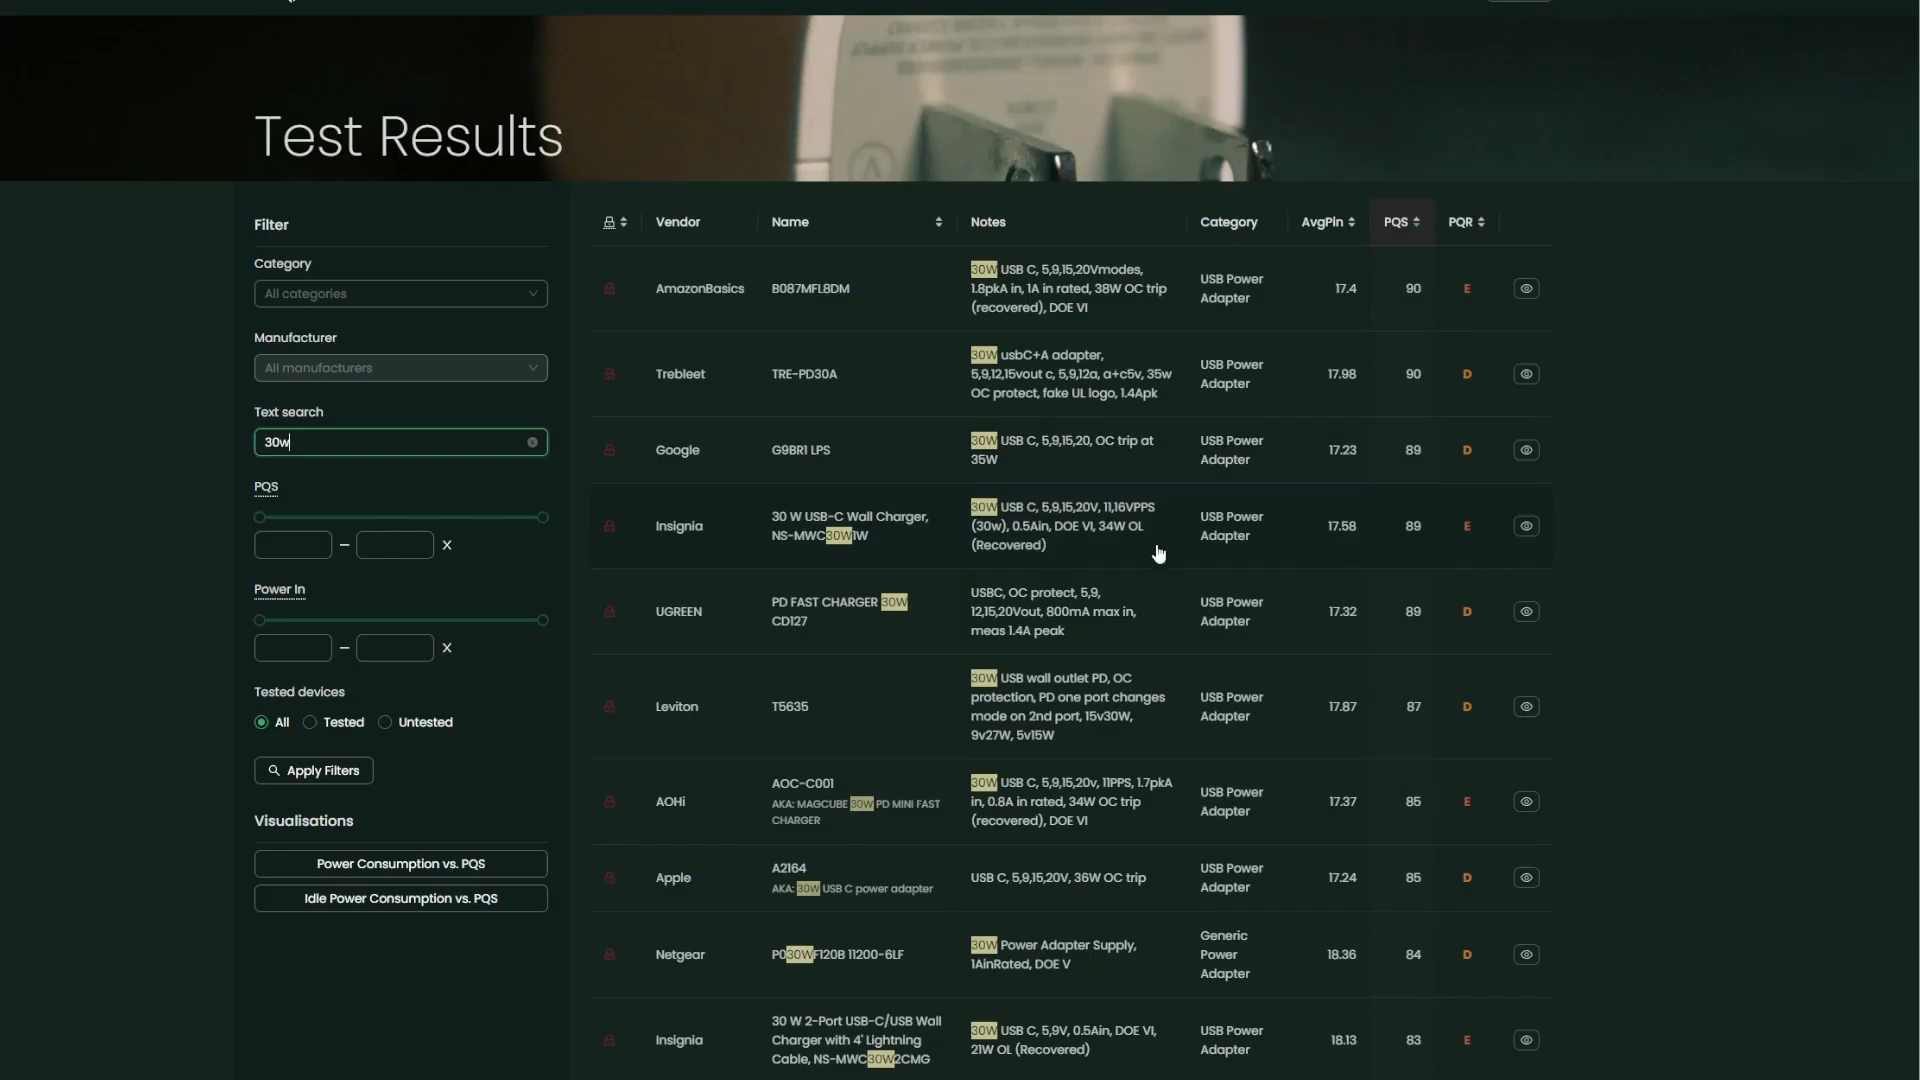 Test Results
Filter
Category
All categories
Manufacturer
All manufacturers
Text search
30w
PQS
–
X
Power In
–
X
Tested devices
All Tested Untested
Apply Filters
Visualisations
Power Consumption vs. PQS
Idle Power Consumption vs. PQS
Vendor Name Notes Category AvgPin PQS PQR
AmazonBasics B087MFL8DM
30W USB C, 5,9,15,20Vmodes,
1.8pkA in, 1A in rated, 38W OC trip
(recovered), DOE VI
USB Power
Adapter
17.4 90 E
Trebleet TRE-PD30A
30W usbC+A adapter,
5,9,12,15vout c, 5,9,12a, a+c5v, 35w
OC protect, fake UL logo, 1.4Apk
USB Power
Adapter
17.98 90 D
Google G9BR1 LPS
30W USB C, 5,9,15,20, OC trip at
35W
USB Power
Adapter
17.23 89 D
Insignia
30 W USB-C Wall Charger,
NS-MWC30W1W
30W USB C, 5,9,15,20V, 11,16VPPS
(30w), 0.5Ain, DOE VI, 34W OL
(Recovered)
USB Power
Adapter
17.58 89 E
UGREEN
PD FAST CHARGER 30W
CD127
USBC, OC protect, 5,9,
12,15,20Vout, 800mA max in,
meas 1.4A peak
USB Power
Adapter
17.32 89 D
Leviton T5635
30W USB wall outlet PD, OC
protection, PD one port changes
mode on 2nd port, 15v30W,
9v27W, 5v15W
USB Power
Adapter
17.87 87 D
AOHi
AOC-C001
AKA: MAGCUBE 30W PD MINI FAST
CHARGER
30W USB C, 5,9,15,20v, 11PPS, 1.7pkA
in, 0.8A in rated, 34W OC trip
(recovered), DOE VI
USB Power
Adapter
17.37 85 E
Apple
A2164
AKA: 30W USB C power adapter
USB C, 5,9,15,20V, 36W OC trip
USB Power
Adapter
17.24 85 D
Netgear P030WF120B 11200-6LF
30W Power Adapter Supply,
1AinRated, DOE V
Generic
Power
Adapter
18.36 84 D
Insignia
30 W 2-Port USB-C/USB Wall
Charger with 4' Lightning
Cable, NS-MWC30W2CMG
30W USB C, 5,9V, 0.5Ain, DOE VI,
21W OL (Recovered)
USB Power
Adapter
18.13 83 E